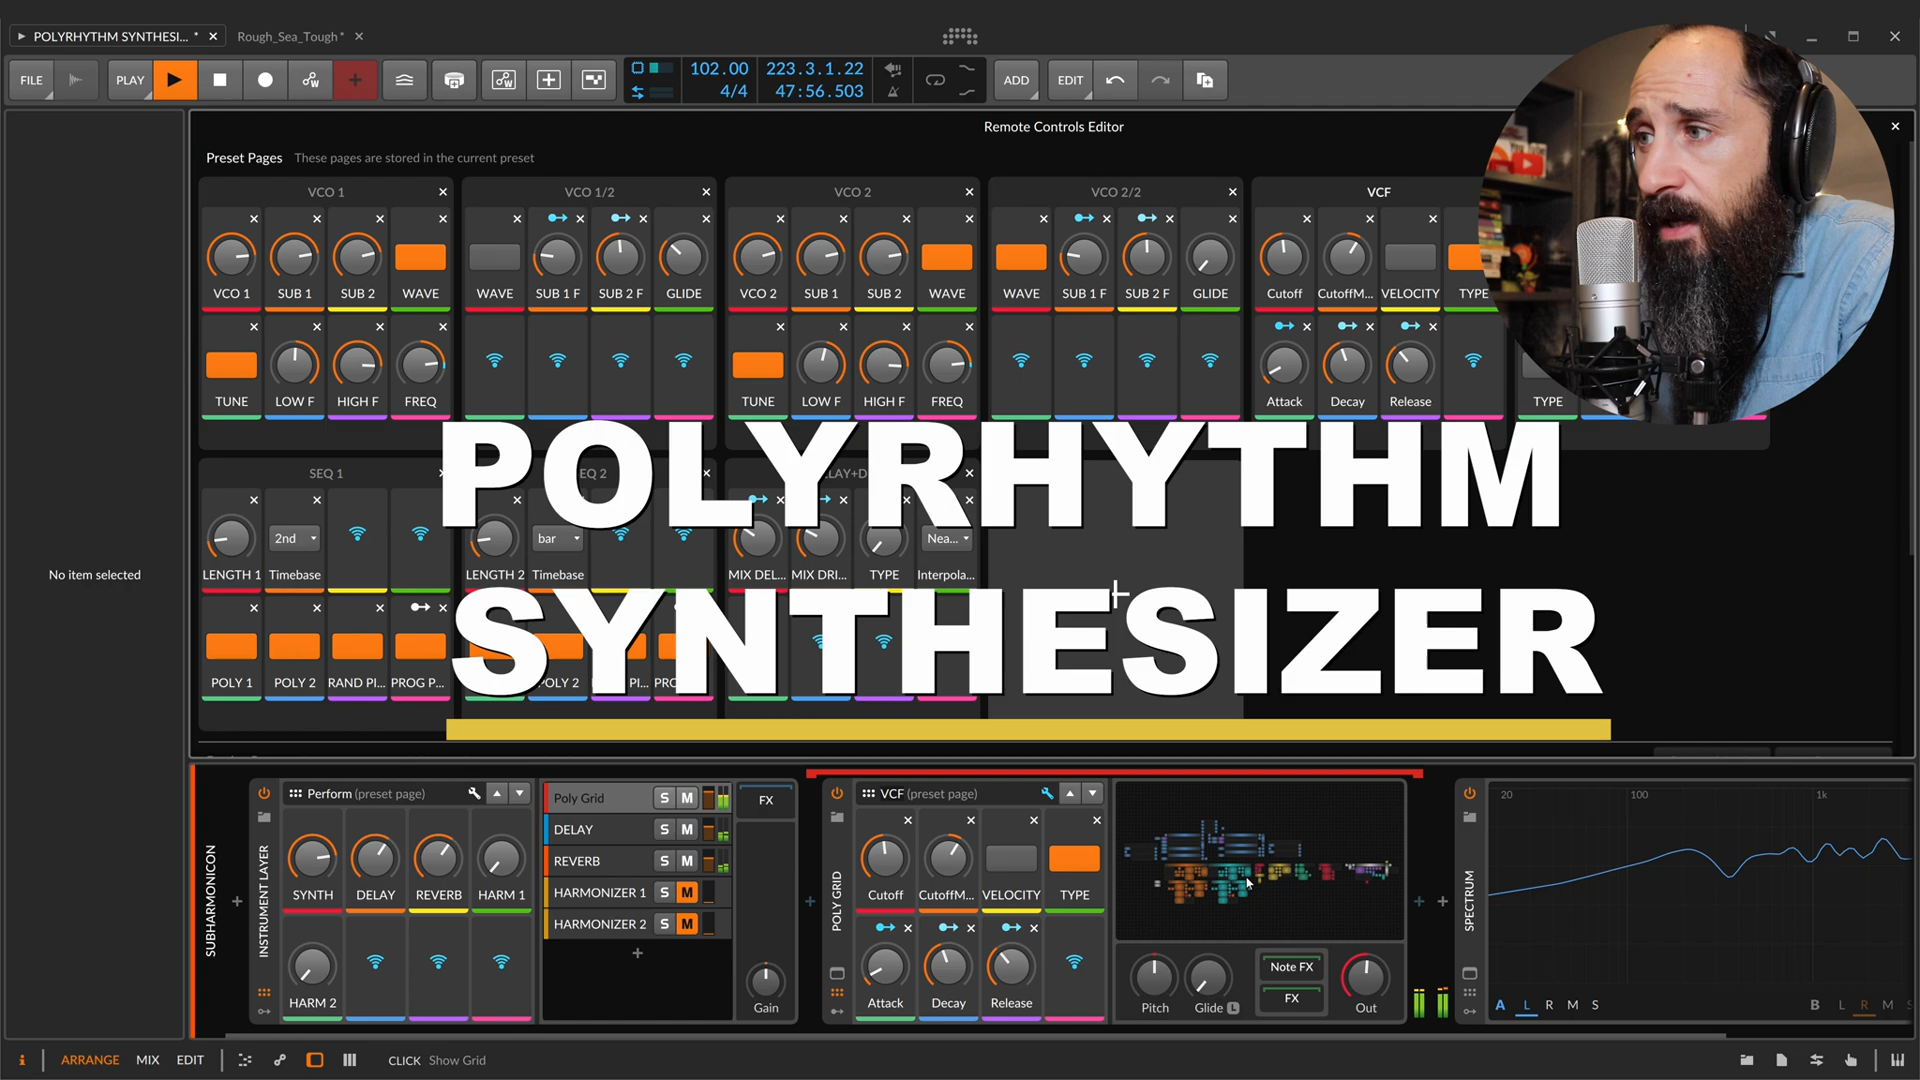 POLYRHYTHM SYNTHESI... *
Rough_Sea_Tough*
FILE PLAY
102.00 223.3.1.22
4/4 47:56.503
ADD EDIT
Remote Controls Editor
Preset Pages These pages are stored in the current preset
VCO 1 VCO 1/2 VCO 2 VCO 2/2 VCF
VCO 1 SUB 1 SUB 2 WAVE WAVE SUB 1 F SUB 2 F GLIDE VCO 2 SUB 1 SUB 2 WAVE WAVE SUB 1 F SUB 2 F GLIDE Cutoff CutoffM... VELOCITY TYPE
TUNE LOW F HIGH F FREQ TUNE LOW F HIGH F FREQ Attack Decay Release TYPE
POLYRHYTHM
SYNTHESIZER
SEQ 1
2nd bar Nea...
LENGTH 1 Timebase LENGTH 2 Timebase MIX DEL... MIX DRI... TYPE Interpola...
No item selected
POLY 1 POLY 2 RAND PI... PROG P... POLY 2
SUBHARMONICON
INSTRUMENT LAYER
Perform (preset page)
SYNTH DELAY REVERB HARM 1
HARM 2
Poly Grid S M
DELAY S M
REVERB S M
HARMONIZER 1 S M
HARMONIZER 2 S M
FX
Gain
POLY GRID
VCF (preset page)
Cutoff CutoffM... VELOCITY TYPE
Attack Decay Release
Pitch Glide L
Note FX
FX
Out
SPECTRUM
20 100 1k
A L R M S B L R M S
i ARRANGE MIX EDIT CLICK Show Grid